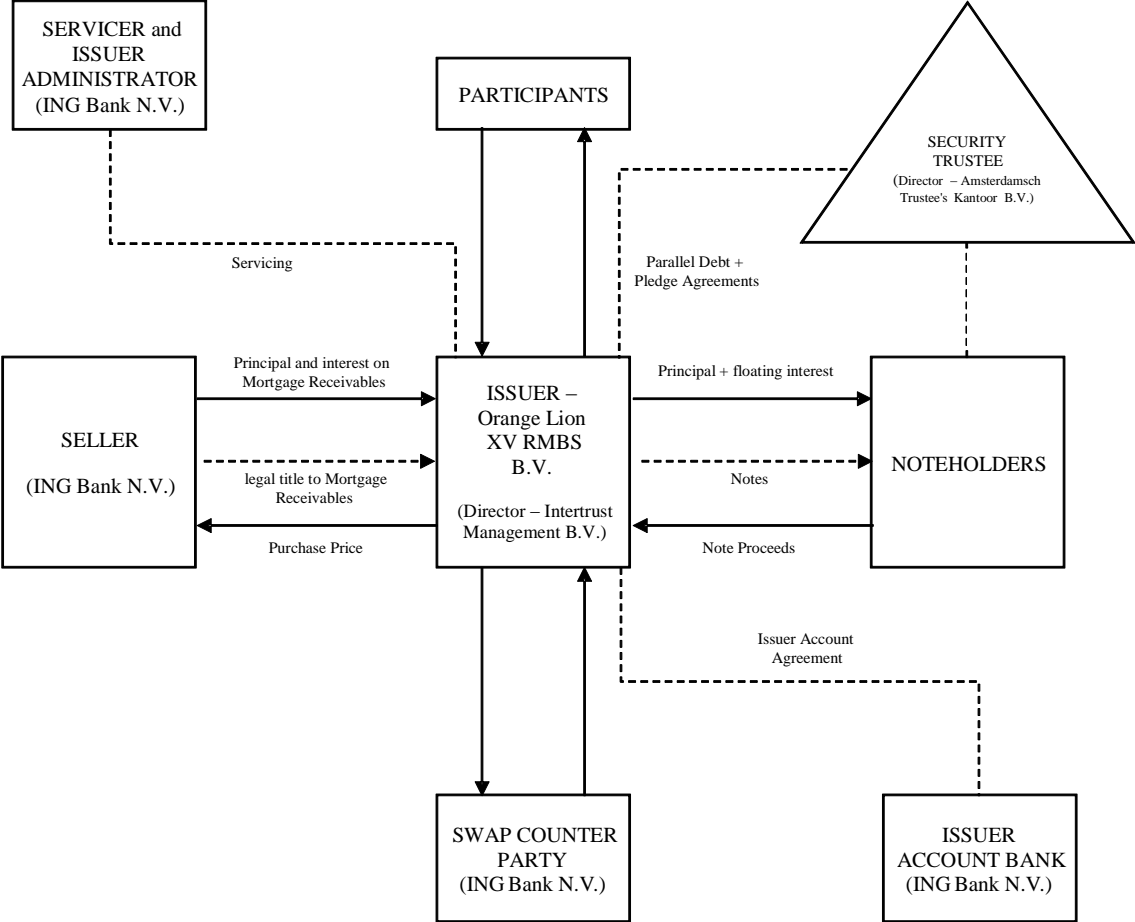 SERVICER and
ISSUER
ADMINISTRATOR
(ING Bank N.V.)
PARTICIPANTS
SECURITY
TRUSTEE
(Director – Amsterdamsch
Trustee's Kantoor B.V.)
Servicing
Parallel Debt +
Pledge Agreements
SELLER
(ING Bank N.V.)
Principal and interest on
Mortgage Receivables
legal title to Mortgage
Receivables
Purchase Price
ISSUER –
Orange Lion
XV RMBS
B.V.
(Director – Intertrust
Management B.V.)
Principal + floating interest
Notes
Note Proceeds
NOTEHOLDERS
Issuer Account
Agreement
SWAP COUNTER
PARTY
(ING Bank N.V.)
ISSUER
ACCOUNT BANK
(ING Bank N.V.)